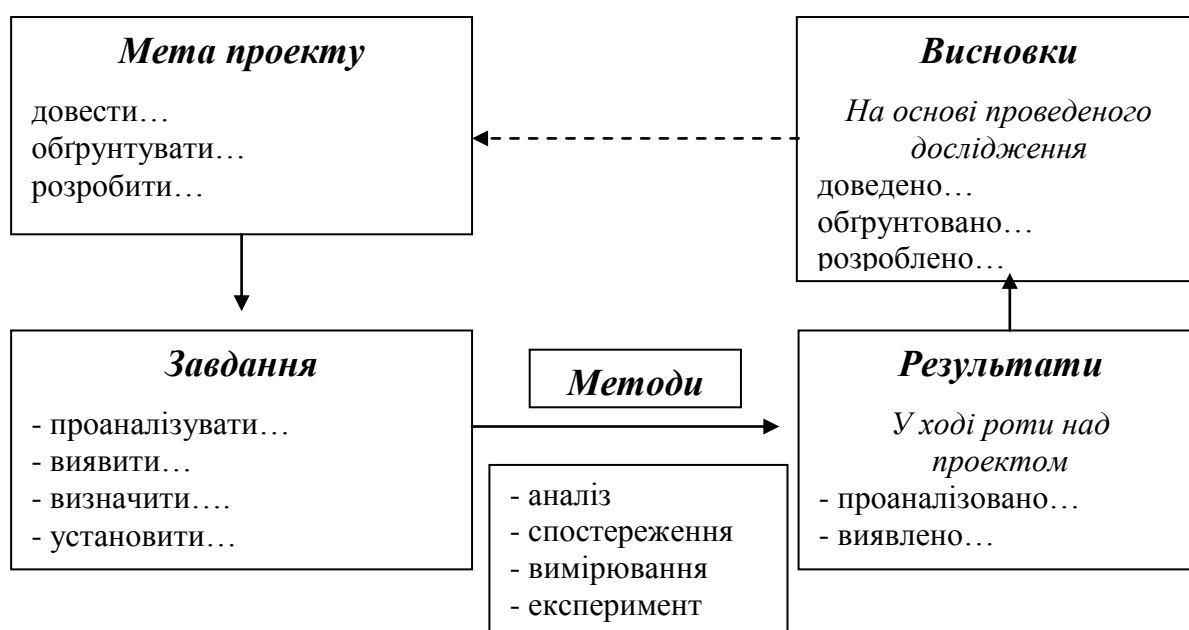 Мета проекту
довести…
обґрунтувати…
розробити…
Висновки
На основі проведеного
дослідження
доведено…
обґрунтовано…
розроблено…
Завдання
- проаналізувати…
- виявити…
- визначити….
- установити…
Методи
- аналіз
- спостереження
- вимірювання
- експеримент
Результати
У ході роти над
проектом
- проаналізовано…
- виявлено…